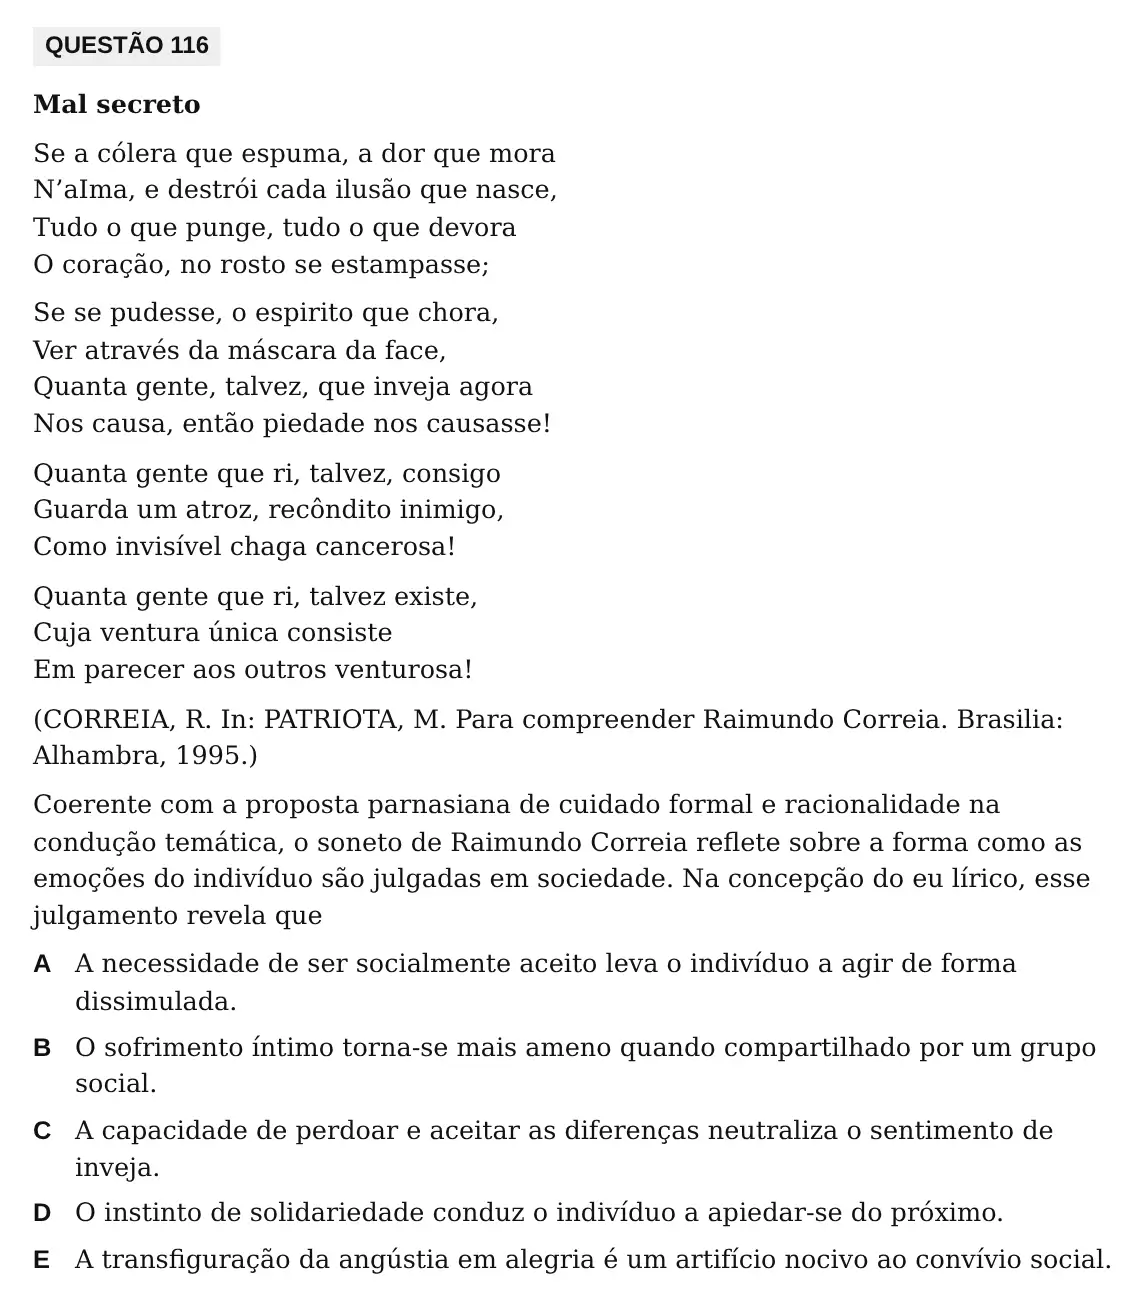 QUESTÃO 116
Mal secreto
Se a cólera que espuma, a dor que mora
N’aIma, e destrói cada ilusão que nasce,
Tudo o que punge, tudo o que devora
O coração, no rosto se estampasse;
Se se pudesse, o espirito que chora,
Ver através da máscara da face,
Quanta gente, talvez, que inveja agora
Nos causa, então piedade nos causasse!
Quanta gente que ri, talvez, consigo
Guarda um atroz, recôndito inimigo,
Como invisível chaga cancerosa!
Quanta gente que ri, talvez existe,
Cuja ventura única consiste
Em parecer aos outros venturosa!
(CORREIA, R. In: PATRIOTA, M. Para compreender Raimundo Correia. Brasilia:
Alhambra, 1995.)
Coerente com a proposta parnasiana de cuidado formal e racionalidade na
condução temática, o soneto de Raimundo Correia reflete sobre a forma como as
emoções do indivíduo são julgadas em sociedade. Na concepção do eu lírico, esse
julgamento revela que
A A necessidade de ser socialmente aceito leva o indivíduo a agir de forma
dissimulada.
B O sofrimento íntimo torna-se mais ameno quando compartilhado por um grupo
social.
C A capacidade de perdoar e aceitar as diferenças neutraliza o sentimento de
inveja.
D O instinto de solidariedade conduz o indivíduo a apiedar-se do próximo.
E A transfiguração da angústia em alegria é um artifício nocivo ao convívio social.